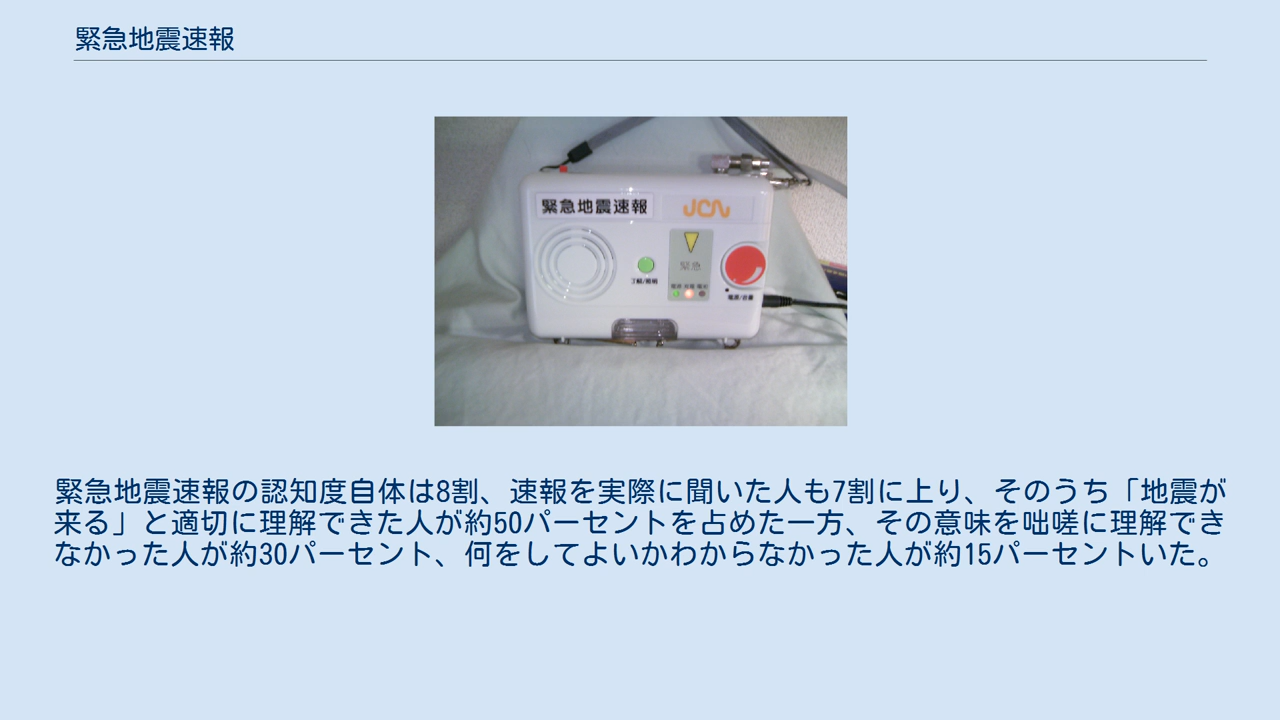 緊急地震速報
緊急地震速報
JCN
緊急
緊急地震速報の認知度自体は8割、速報を実際に聞いた人も7割に上り、そのうち「地震が
来る」と適切に理解できた人が約50パーセントを占めた一方、その意味を咄嗟に理解でき
なかった人が約30パーセント、何をしてよいかわからなかった人が約15パーセントいた。